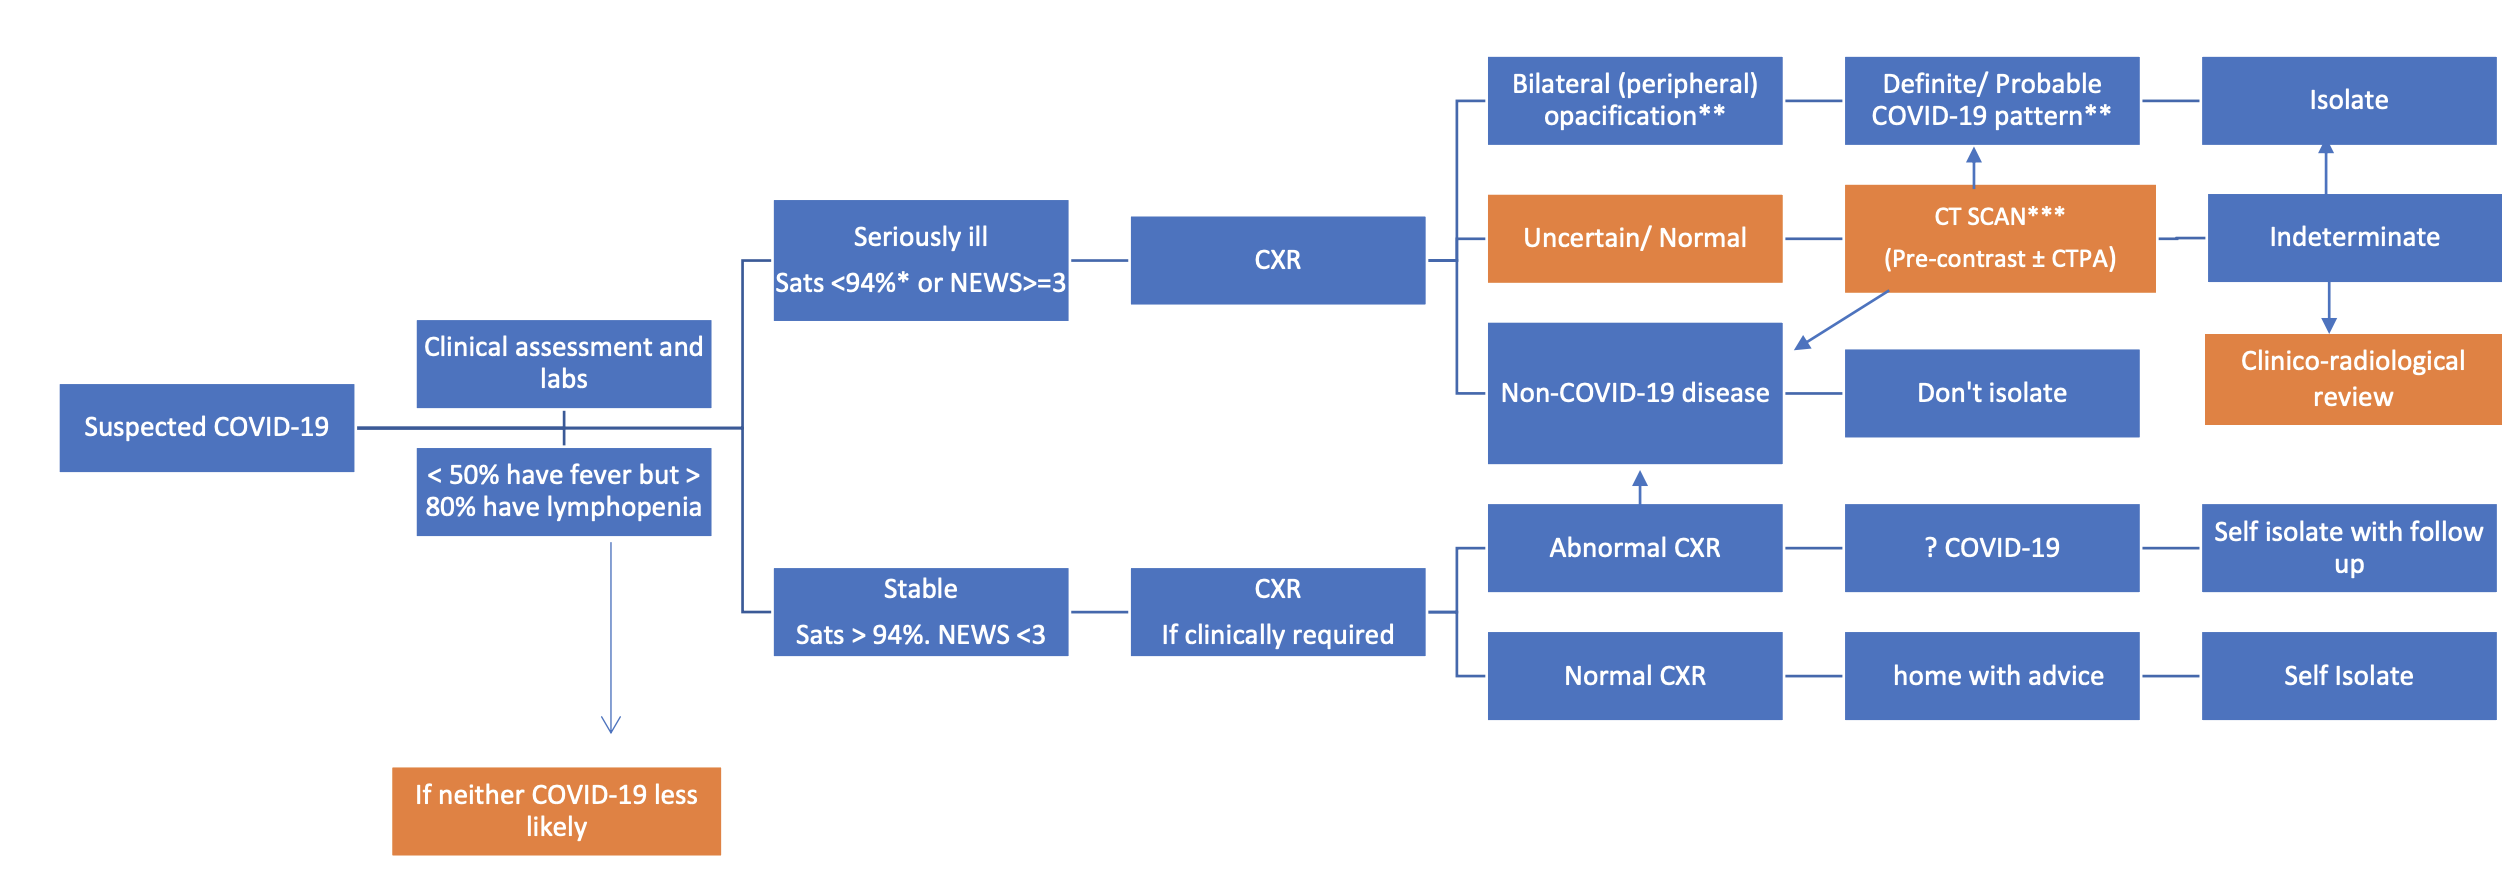 Suspected COVID-19
Clinical assessment and
labs
< 50% have fever but >
80% have lymphopenia
If neither COVID-19 less
likely
Seriously ill
Sats <94%* or NEWS>=3
CXR
Bilateral (peripheral)
opacification**
Definite/ Probable
COVID-19 pattern**
Isolate
Uncertain/ Normal
CT SCAN***
(Pre-contrast ± CTPA)
Indeterminate
Clinico-radiological
review
Non-COVID-19 disease
Don't isolate
Stable
Sats > 94%. NEWS <3
CXR
If clinically required
Abnormal CXR
? COVID-19
Self isolate with follow
up
Normal CXR
home with advice
Self Isolate